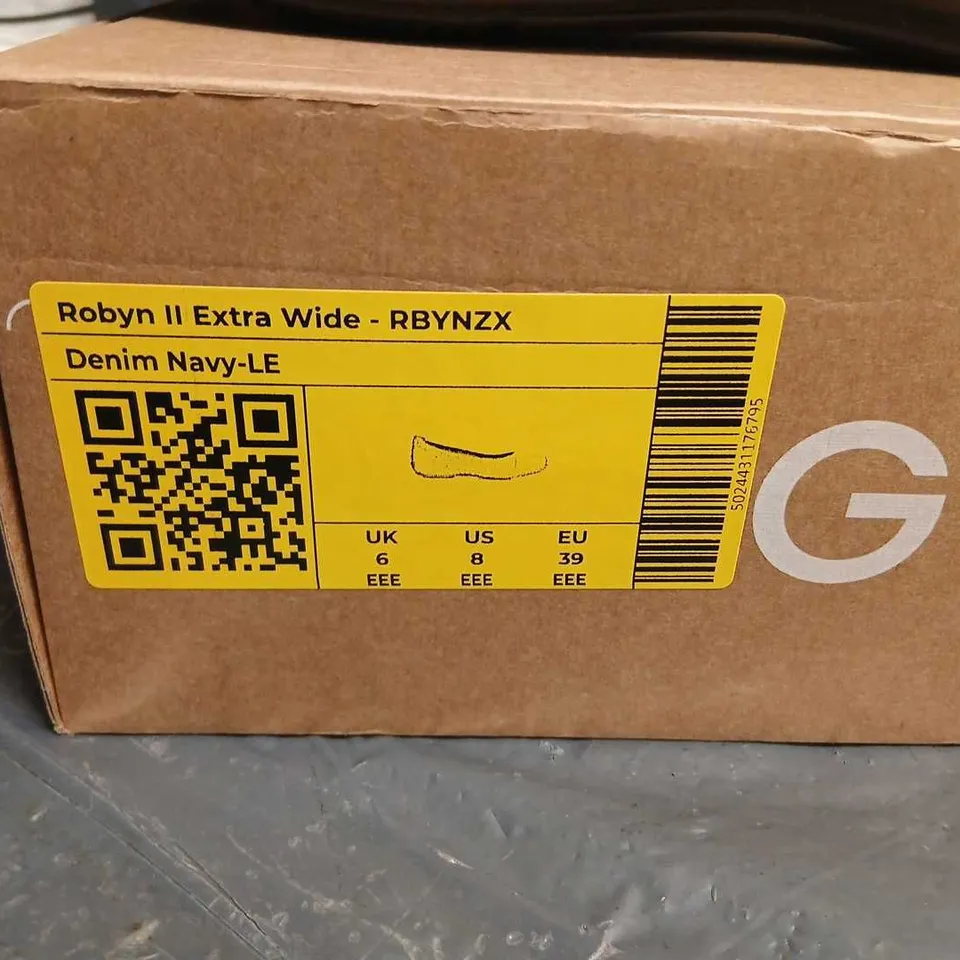 Robyn II Extra Wide - RBYNZX
Denim Navy-LE
UK US EU
6 8 39
EEE EEE EEE
5024431176795
G